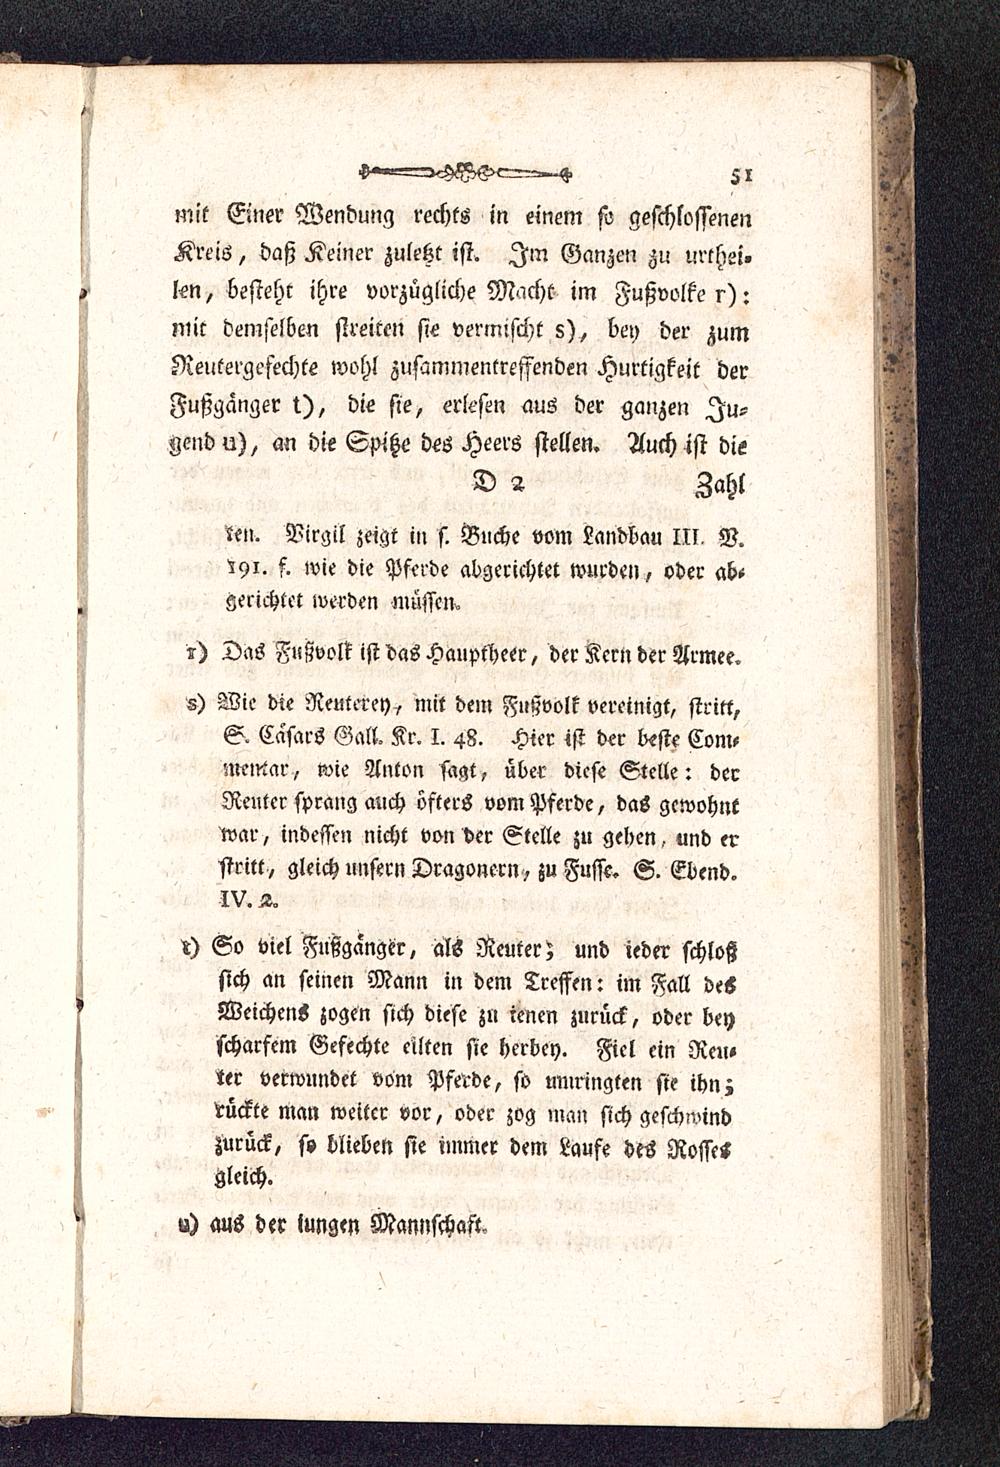 51
mit Einer Wendung rechts in einem so geschlossenen
Kreis, daß Keiner zuletzt ist. Im Ganzen zu urthei-
len, besteht ihre vorzügliche Macht im Fußvolke r):
mit demselben streiten sie vermischt s), bey der zum
Reutergefechte wohl zusammentreffenden Hurtigkeit der
Fußgänger t), die sie, erlesen aus der ganzen Ju-
gend u), an die Spitze des Heers stellen. Auch ist die
D 2 Zahl
ten. Virgil zeigt in s. Buche vom Landbau III. V.
191. f. wie die Pferde abgerichtet wurden, oder ab-
gerichtet werden müssen.
r) Das Fußvolk ist das Hauptheer, der Kern der Armee.
s) Wie die Reuterey, mit dem Fußvolk vereinigt, stritt,
S. Cäsars Gall. Kr. I. 48. Hier ist der beste Com-
mentar, wie Anton sagt, über diese Stelle: der
Reuter sprang auch öfters vom Pferde, das gewohnt
war, indessen nicht von der Stelle zu gehen, und er
stritt, gleich unsern Dragonern, zu Fusse. S. Ebend.
IV. 2.
t) So viel Fußgänger, als Reuter; und ieder schloß
sich an seinen Mann in dem Treffen: im Fall des
Weichens zogen sich diese zu ienen zurück, oder bey
scharfem Gefechte eilten sie herbey. Fiel ein Reu-
ter verwundet vom Pferde, so umringten sie ihn;
rückte man weiter vor, oder zog man sich geschwind
zurück, so blieben sie immer dem Laufe des Rosses
gleich.
u) aus der iungen Mannschaft.